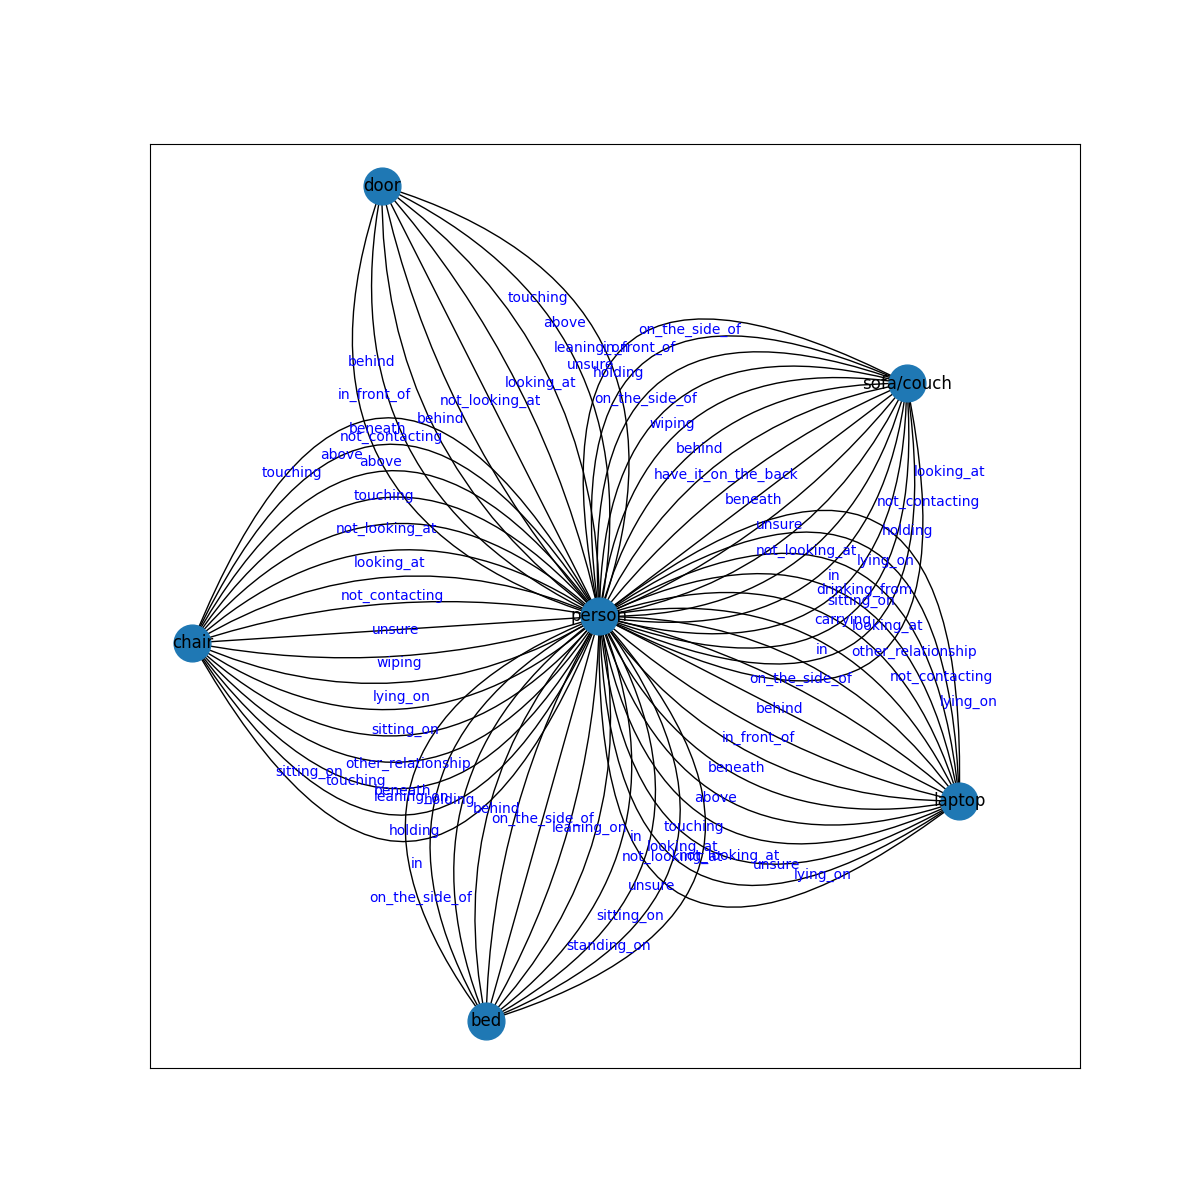 door
touching
above
on_the_side_of
leaning_on
in_front_of
behind
unsure
holding
looking_at
sofa/couch
in_front_of
not_looking_at
on_the_side_of
behind
wiping
beneath
not_contacting
behind
above
above
touching
have_it_on_the_back
looking_at
touching
beneath
not_contacting
not_looking_at
unsure
holding
looking_at
not_looking_at
lying_on
in
drinking_from
not_contacting
sitting_on
person
carrying
looking_at
unsure
chair
in
other_relationship
wiping
on_the_side_of
not_contacting
lying_on
lying_on
behind
sitting_on
in_front_of
other_relationship
beneath
sitting_on
touching
beneath
leaning_on
holding
above
laptop
behind
on_the_side_of
leaning_on
touching
holding
in
looking_at
not_looking_at
not_looking_at
in
unsure
lying_on
unsure
on_the_side_of
sitting_on
standing_on
bed